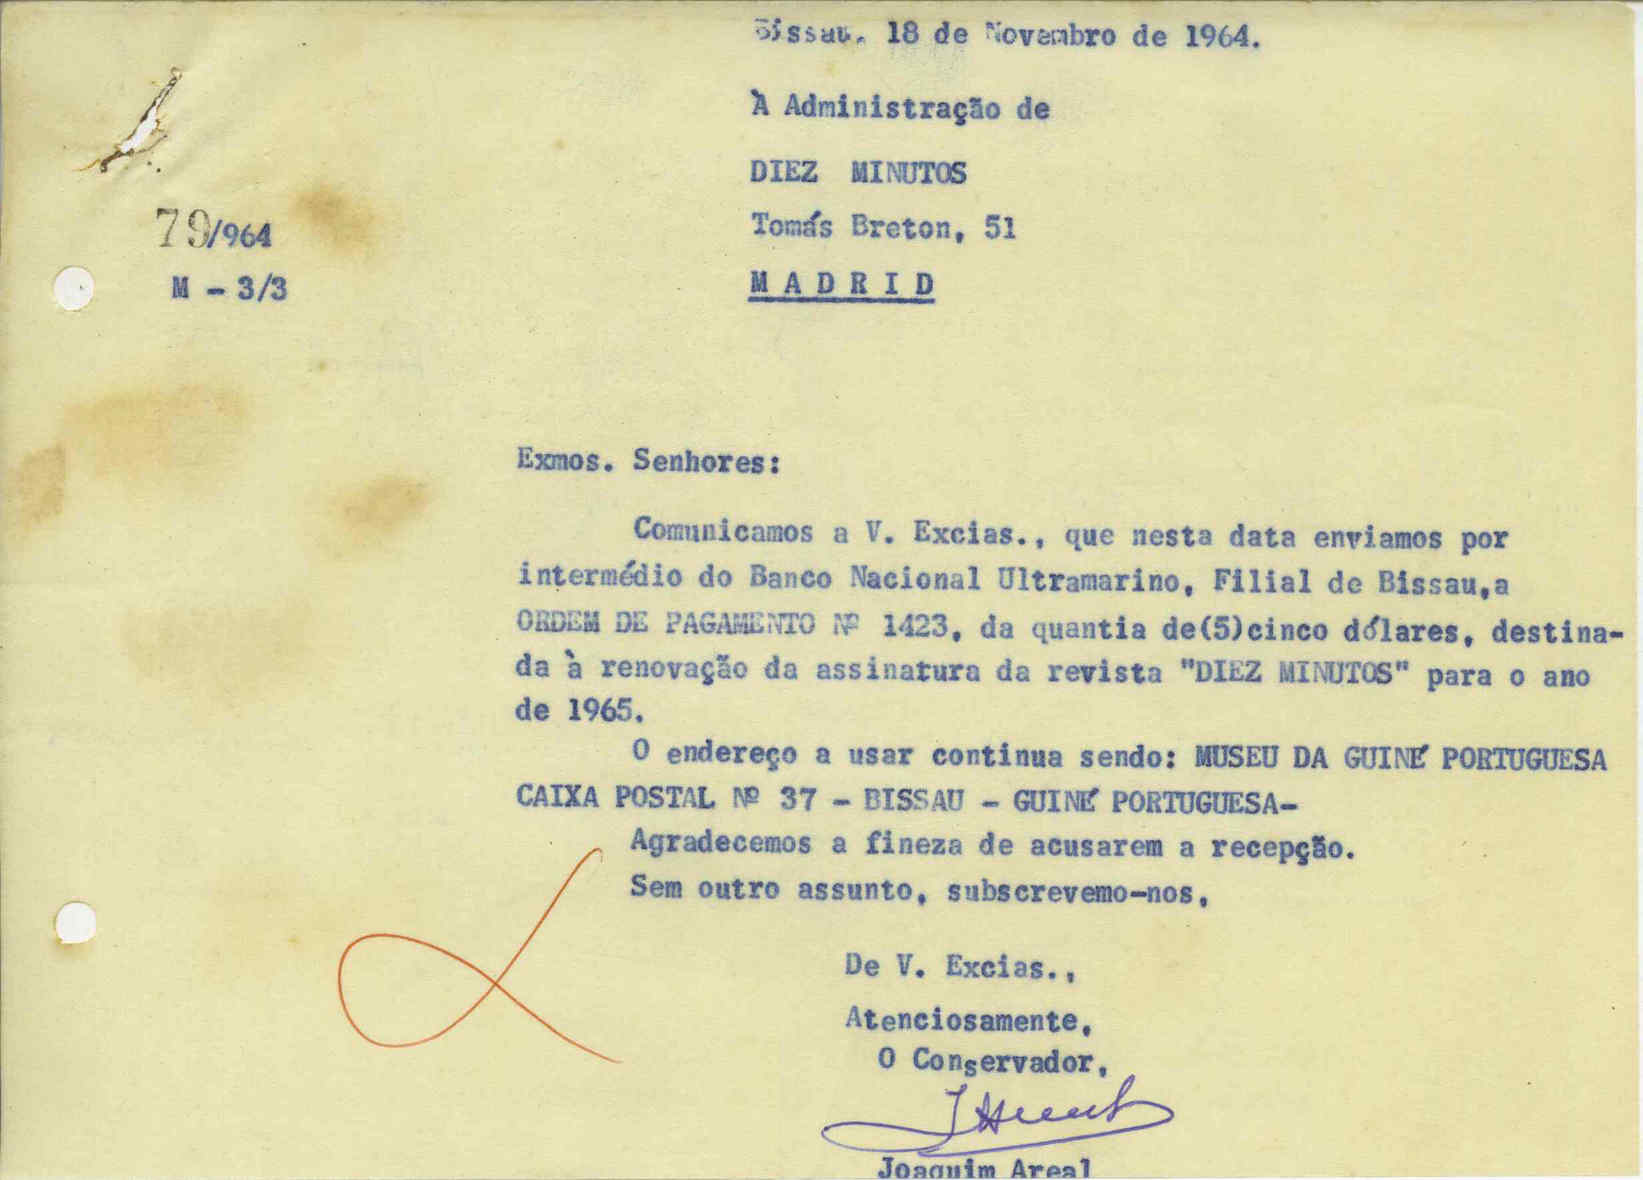 Bissau, 18 de Novembro de 1964.
À Administração de
DIEZ MINUTOS
79/964
Tomás Breton, 51
M - 3/3
MADRID
Exmos. Senhores:
Comunicamos a V. Excias., que nesta data enviamos por
intermédio do Banco Nacional Ultramarino, Filial de Bissau,a
ORDEM DE PAGAMENTO Nº 1423, da quantia de(5)cinco dólares, destina-
da à renovação da assinatura da revista "DIEZ MINUTOS" para o ano
de 1965.
O endereço a usar continua sendo: MUSEU DA GUINÉ PORTUGUESA
CAIXA POSTAL Nº 37 - BISSAU - GUINÉ PORTUGUESA-
Agradecemos a fineza de acusarem a recepção.
Sem outro assunto, subscrevemo-nos,
De V. Excias.,
Atenciosamente,
O Conservador,
Joaquim Areal